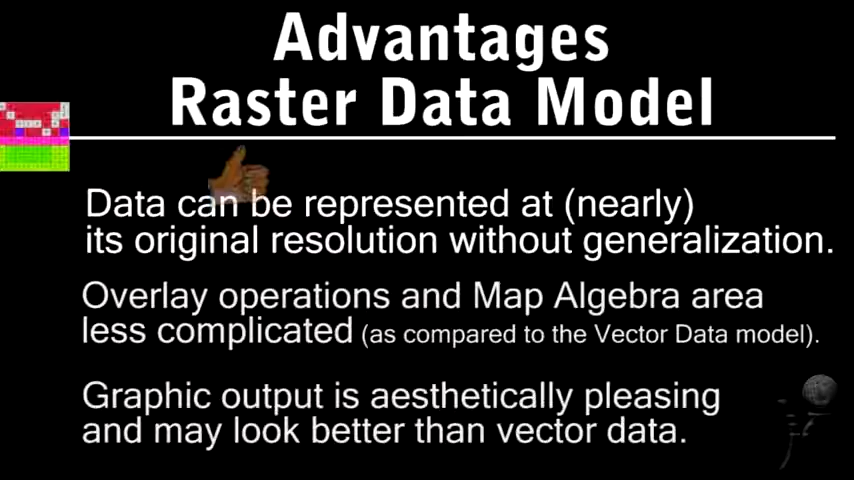 Advantages
Raster Data Model
Data can be represented at (nearly)
its original resolution without generalization.
Overlay operations and Map Algebra area
less complicated (as compared to the Vector Data model).
Graphic output is aesthetically pleasing
and may look better than vector data.